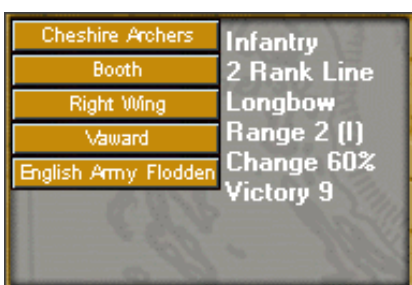 Cheshire Archers
Booth
Right Wing
Vaward
English Army Flodden
Infantry
2 Rank Line
Longbow
Range 2 (I)
Change 60%
Victory 9